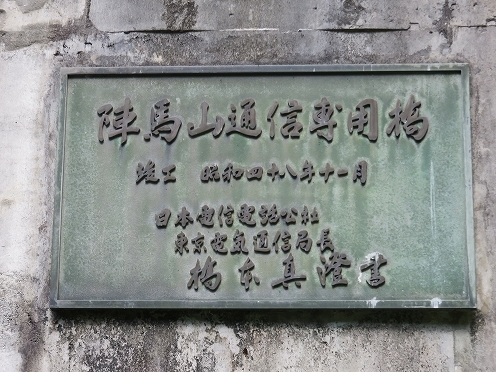 陣馬山通信専用橋
竣工 昭和四十八年十一月
日本電信電話公社
東京電気通信局長
橋本真澄書